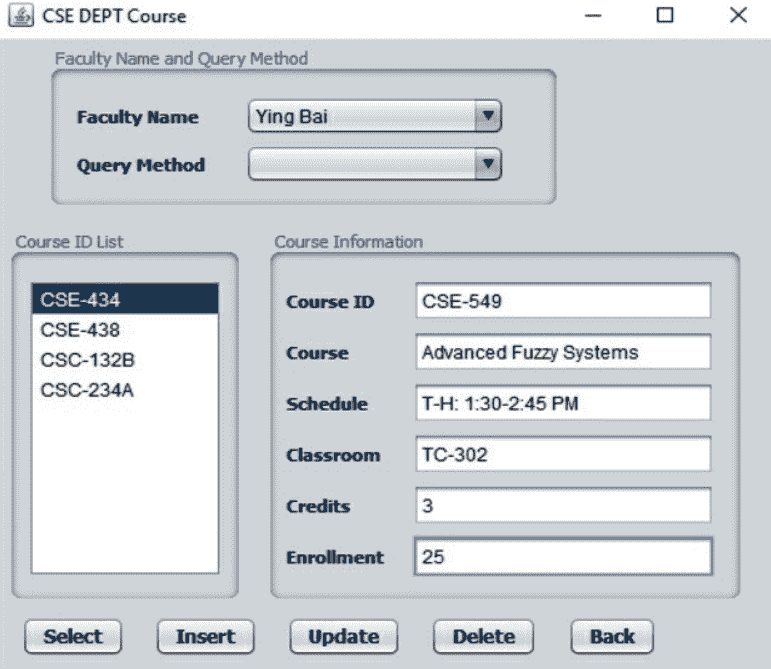 CSE DEPT Course
Faculty Name and Query Method
Faculty Name Ying Bai
Query Method
Course ID List
CSE-434
CSE-438
CSC-132B
CSC-234A
Course Information
Course ID CSE-549
Course Advanced Fuzzy Systems
Schedule T-H: 1:30-2:45 PM
Classroom TC-302
Credits 3
Enrollment 25
Select Insert Update Delete Back